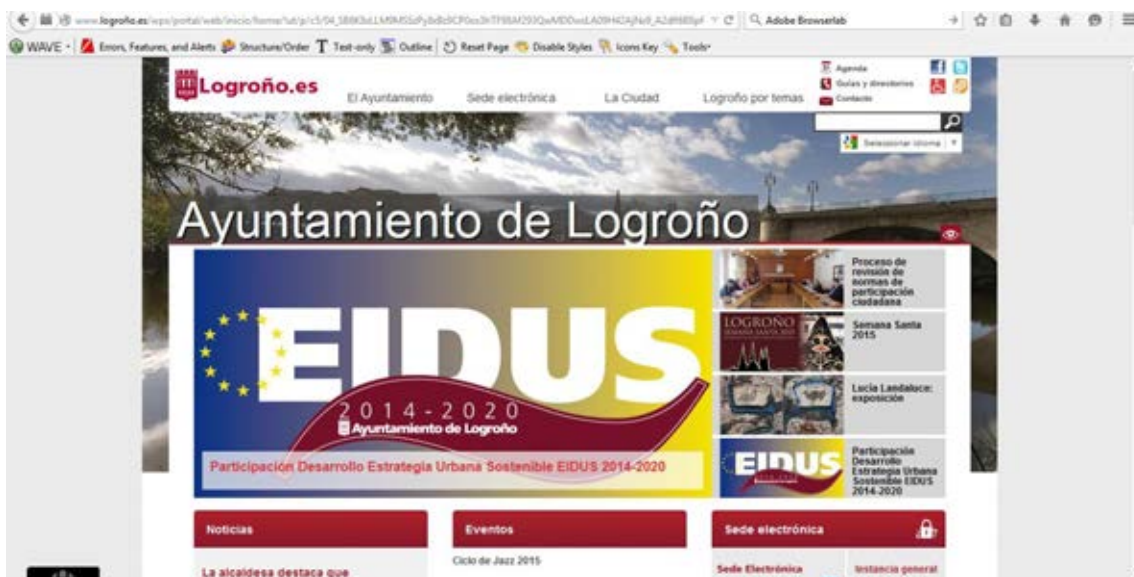 www.logroño.es
Adobe Browserlab
WAVE
Errors, Features, and Alerts
Structure/Order
Text-only
Outline
Reset Page
Disable Styles
Icons Key
Tools
Logroño.es
El Ayuntamiento
Sede electrónica
La Ciudad
Logroño por temas
Agenda
Guías y directorios
Contacto
Seleccionar idioma
Ayuntamiento de Logroño
EIDUS
2014-2020
Ayuntamiento de Logroño
Participación Desarrollo Estrategia Urbana Sostenible EIDUS 2014-2020
Proceso de
revisión de
normas de
participación
ciudadana
LOGROÑO
SEMANA SANTA 2015
Semana Santa
2015
Lucía Landaluce:
exposición
EIDUS
Participación
Desarrollo
Estrategia Urbana
Sostenible EIDUS
2014-2020
Noticias
Eventos
Sede electrónica
La alcaldesa destaca que
Ciclo de Jazz 2015
Sede Electrónica
Instancia general